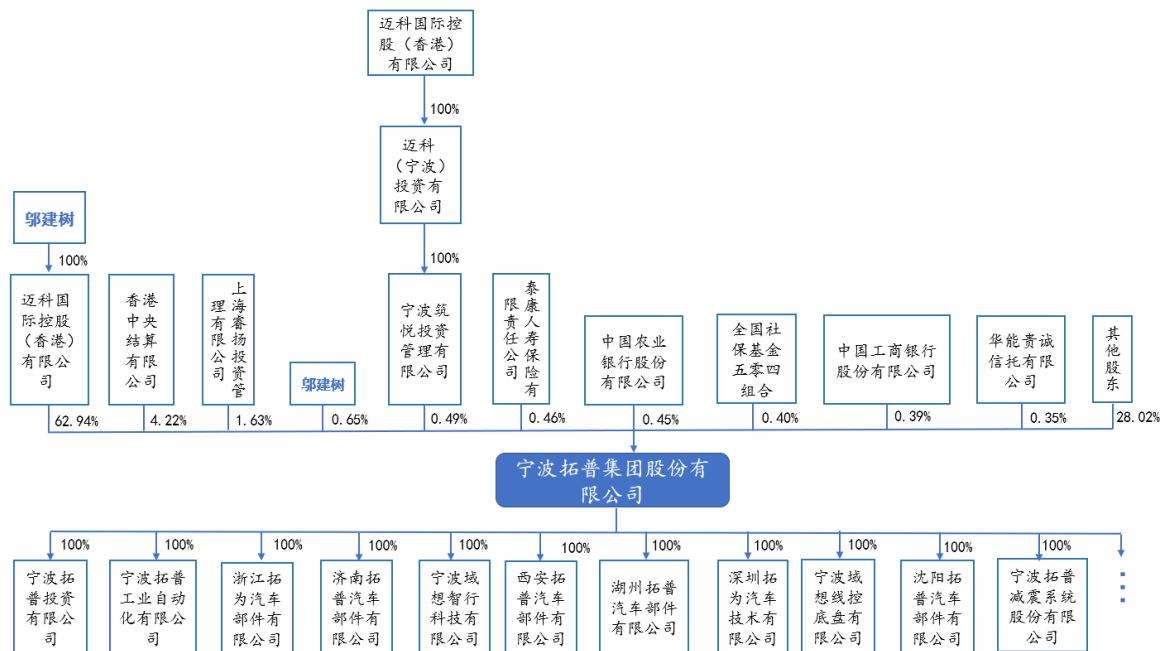 迈科国际控
股（香港）
有限公司
100%
迈科
（宁波）
投资有
限公司
邬建树
100%
100%
迈科国
际控股
（香港）
有限公司
香港
中央
结算有
限公司
上海睿扬投资管
理有限公司
邬建树
宁波筑
悦投资
管理有
限公司
泰康人寿保险有
限责任公司
中国农业
银行股份
有限公司
全国社
保基金
五零四
组合
中国工商银行
股份有限公司
华能贵诚
信托有限
公司
其他股东
62.94%
4.22%
1.63%
0.65%
0.49%
0.46%
0.45%
0.40%
0.39%
0.35%
28.02%
宁波拓普集团股份有
限公司
100%
100%
100%
100%
100%
100%
100%
100%
100%
100%
100%
宁波拓
普投资
有限公
司
宁波拓普
工业自动
化有限公
司
浙江拓
为汽车
部件有
限公司
济南拓
普汽车
部件有
限公司
宁波域
想智行
科技有
限公司
西安拓
普汽车
部件有
限公司
湖州拓普
汽车部件
有限公司
深圳拓
为汽车
技术有
限公司
宁波域
想线控
底盘有
限公司
沈阳拓
普汽车
部件有
限公司
宁波拓普
减震系统
股份有限
公司